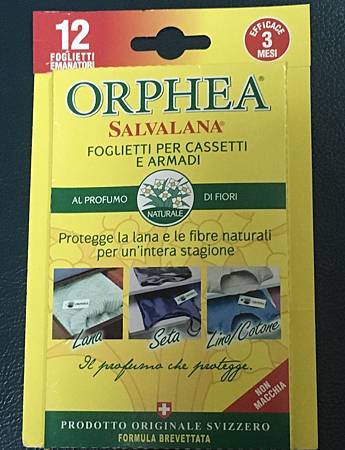 12
FOGLIETTI
EMANATORI
EFFICACE
3
MESI
ORPHEA®
SALVALANA®
FOGLIETTI PER CASSETTI
E ARMADI
AL PROFUMO
DI FIORI
NATURALE
Protegge la lana e le fibre naturali
per un'intera stagione
Lana
Seta
Lino/Cotone
Il profumo che protegge.
NON
MACCHIA
PRODOTTO ORIGINALE SVIZZERO
FORMULA BREVETTATA